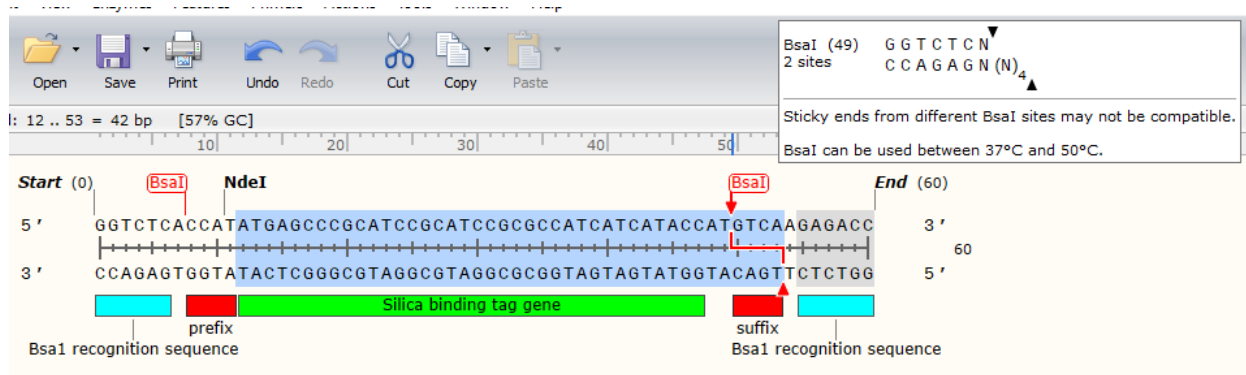 Open Save Print Undo Redo Cut Copy Paste
BsaI (49) GGTCTCN
2 sites CCAGAGN(N)4
Sticky ends from different BsaI sites may not be compatible.
BsaI can be used between 37°C and 50°C.
: 12 .. 53 = 42 bp [57% GC]
10 20 30 40 50
Start (0) BsaI NdeI BsaI End (60)
5' GGTCTCACCATATGAGCCCGCATCCGCATCCGCGCCATCATCATACCATGTCAAGAGACC 3'
60
3' CCAGAGTGGTATACTCGGGCGTAGGCGTAGGCGCGGTAGTAGTATGGTACAGTTCTCTGG 5'
Silica binding tag gene
prefix suffix
Bsa1 recognition sequence Bsa1 recognition sequence